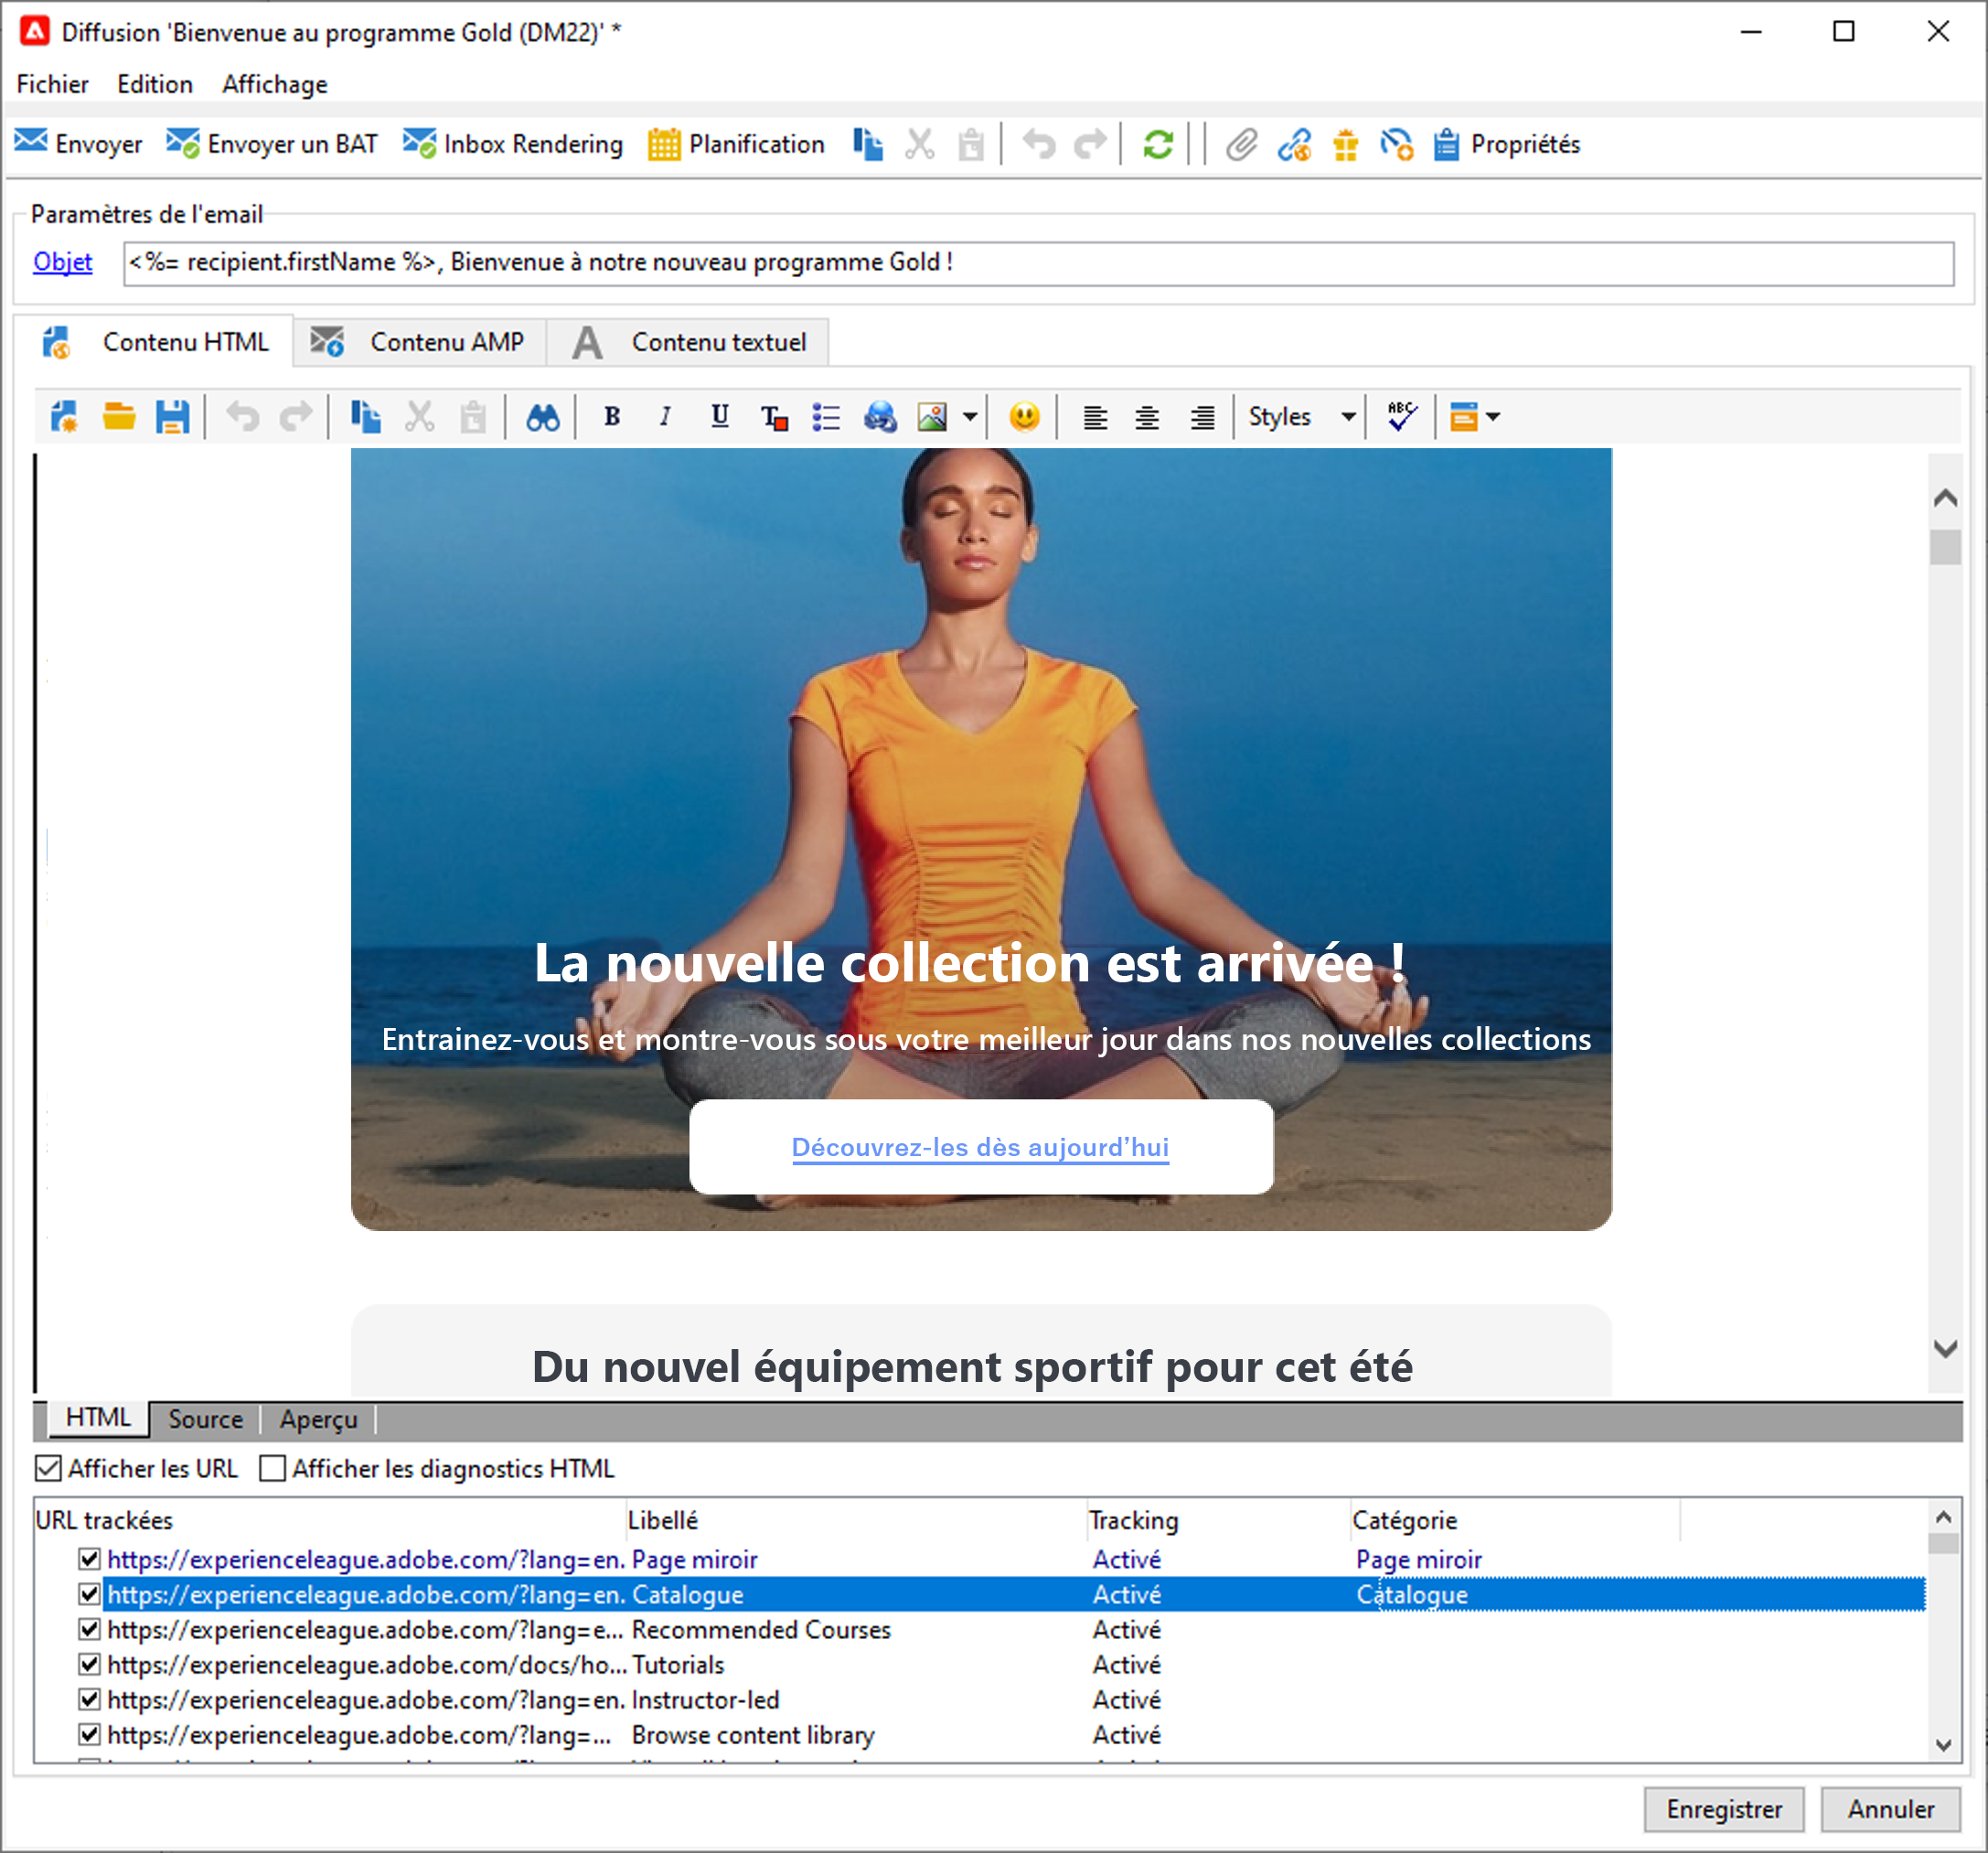 Diffusion 'Bienvenue au programme Gold (DM22)' *
Fichier Edition Affichage
Envoyer Envoyer un BAT Inbox Rendering Planification Propriétés
Paramètres de l'email
Objet <%= recipient.firstName %>, Bienvenue à notre nouveau programme Gold !
Contenu HTML Contenu AMP Contenu textuel
B I U T Styles ABC
La nouvelle collection est arrivée !
Entrainez-vous et montre-vous sous votre meilleur jour dans nos nouvelles collections
Découvrez-les dès aujourd'hui
Du nouvel équipement sportif pour cet été
HTML Source Aperçu
Afficher les URL Afficher les diagnostics HTML
URL trackées Libellé Tracking Catégorie
https://experienceleague.adobe.com/?lang=en. Page miroir Activé Page miroir
https://experienceleague.adobe.com/?lang=en. Catalogue Activé Catalogue
https://experienceleague.adobe.com/?lang=e... Recommended Courses Activé
https://experienceleague.adobe.com/docs/ho... Tutorials Activé
https://experienceleague.adobe.com/?lang=en. Instructor-led Activé
https://experienceleague.adobe.com/?lang=... Browse content library Activé
Enregistrer Annuler